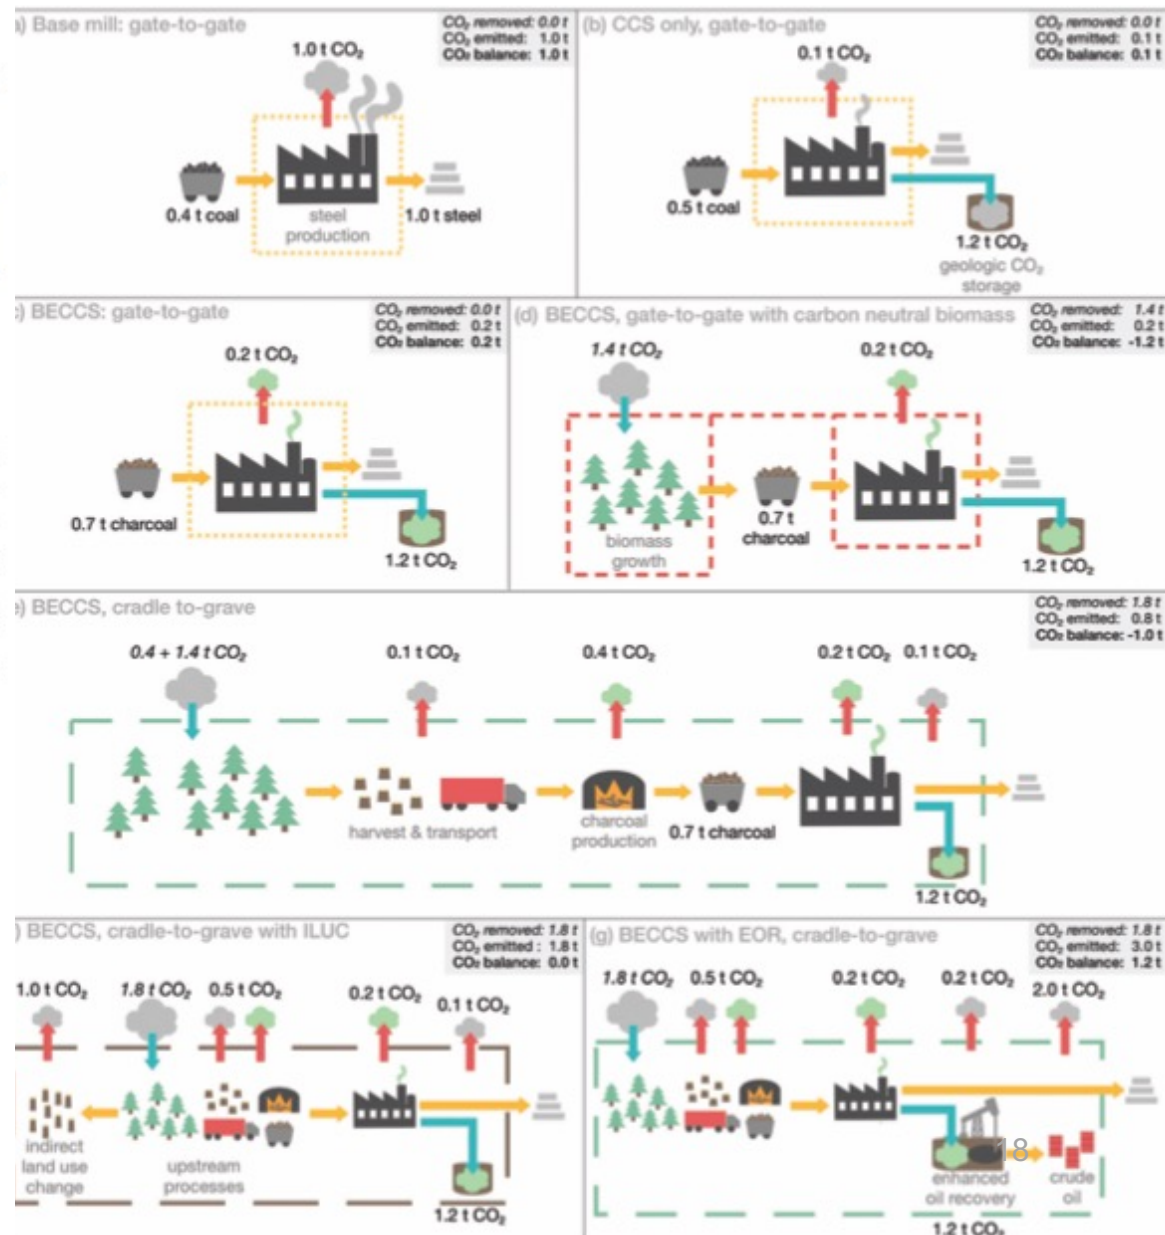 ) Base mill: gate-to-gate
CO₂ removed: 0.0 t
CO₂ emitted: 1.0 t
CO₂ balance: 1.0 t
1.0 t CO₂
0.4 t coal
steel
production
1.0 t steel
(b) CCS only, gate-to-gate
CO₂ removed: 0.0 t
CO₂ emitted: 0.1 t
CO₂ balance: 0.1 t
0.1 t CO₂
0.5 t coal
1.2 t CO₂
geologic CO₂
storage
) BECCS: gate-to-gate
CO₂ removed: 0.0 t
CO₂ emitted: 0.2 t
CO₂ balance: 0.2 t
0.2 t CO₂
0.7 t charcoal
1.2 t CO₂
(d) BECCS, gate-to-gate with carbon neutral biomass
CO₂ removed: 1.4 t
CO₂ emitted: 0.2 t
CO₂ balance: -1.2 t
1.4 t CO₂
0.2 t CO₂
biomass
growth
0.7 t
charcoal
1.2 t CO₂
) BECCS, cradle to-grave
CO₂ removed: 1.8 t
CO₂ emitted: 0.8 t
CO₂ balance: -1.0 t
0.4 + 1.4 t CO₂
0.1 t CO₂
0.4 t CO₂
0.2 t CO₂
0.1 t CO₂
harvest & transport
charcoal
production
0.7 t charcoal
1.2 t CO₂
) BECCS, cradle-to-grave with ILUC
CO₂ removed: 1.8 t
CO₂ emitted : 1.8 t
CO₂ balance: 0.0 t
1.0 t CO₂
1.8 t CO₂
0.5 t CO₂
0.2 t CO₂
0.1 t CO₂
indirect
land use
change
upstream
processes
1.2 t CO₂
(g) BECCS with EOR, cradle-to-grave
CO₂ removed: 1.8 t
CO₂ emitted: 3.0 t
CO₂ balance: 1.2 t
1.8 t CO₂
0.5 t CO₂
0.2 t CO₂
0.2 t CO₂
2.0 t CO₂
18
enhanced
oil recovery
crude
oil
1.2 t CO₂